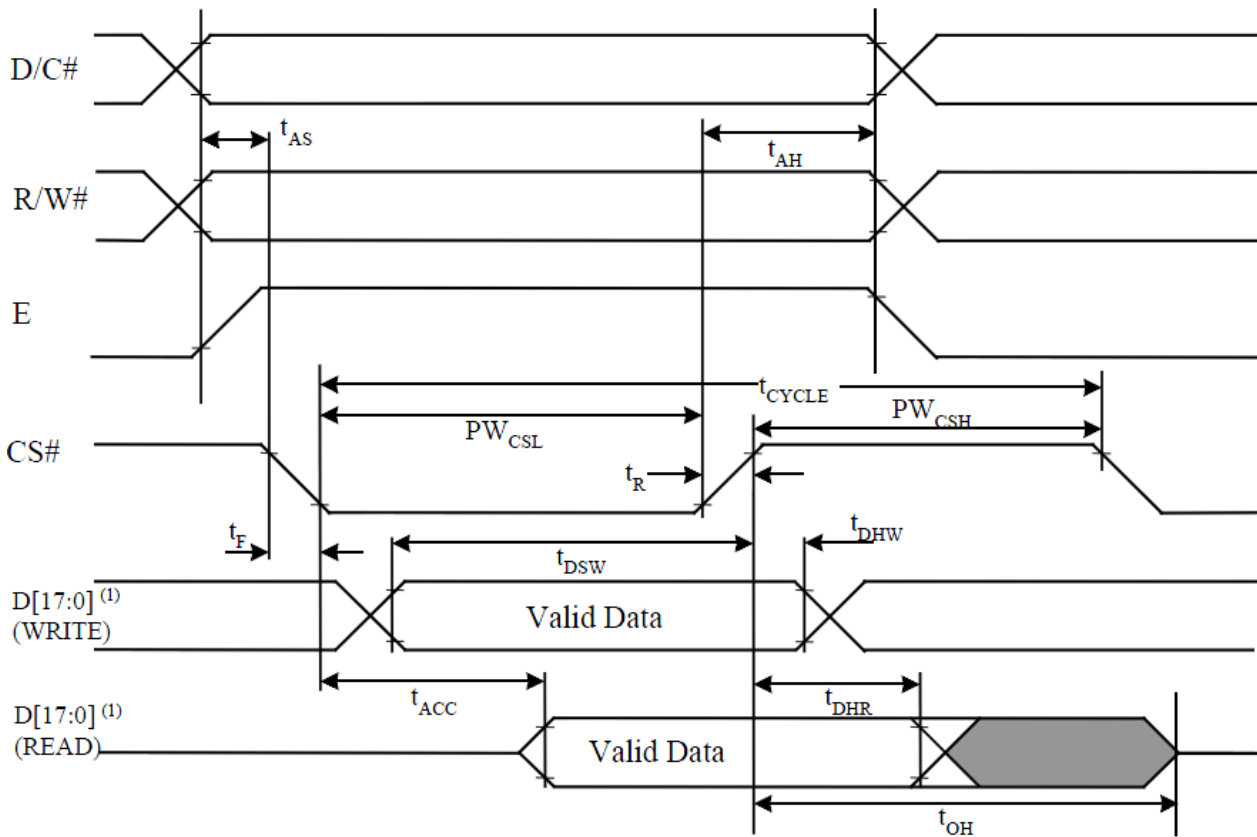 D/C#
tAS
tAH
R/W#
E
tCYCLE
PWCSL
PWCSH
CS#
tR
tF
tDSW
tDHW
D[17:0] (1)
(WRITE)
Valid Data
tACC
tDHR
D[17:0] (1)
(READ)
Valid Data
tOH